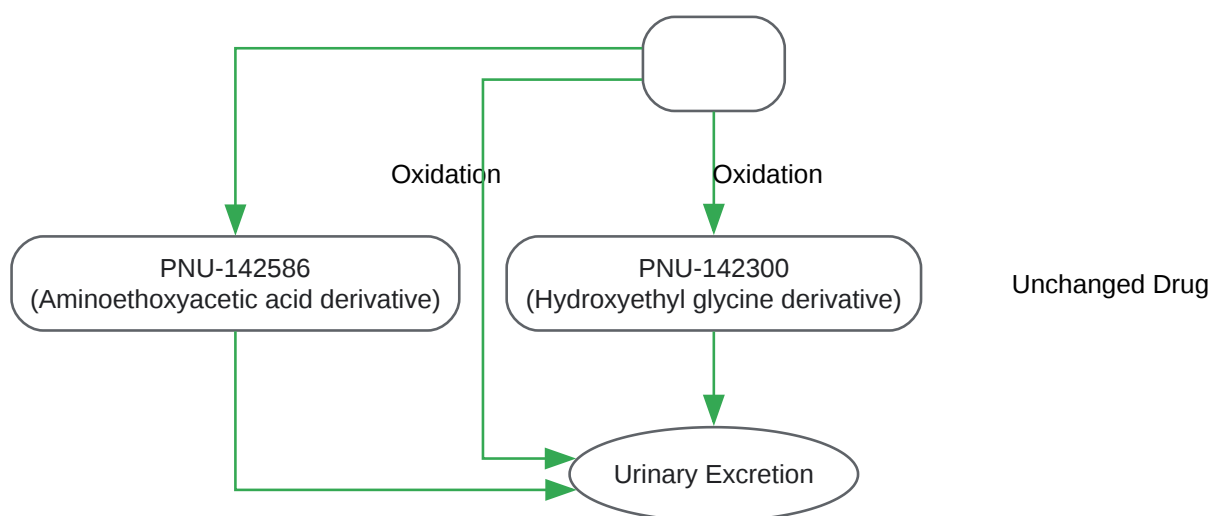 Oxidation
Oxidation
PNU-142586
(Aminoethoxyacetic acid derivative)
PNU-142300
(Hydroxyethyl glycine derivative)
Unchanged Drug
Urinary Excretion